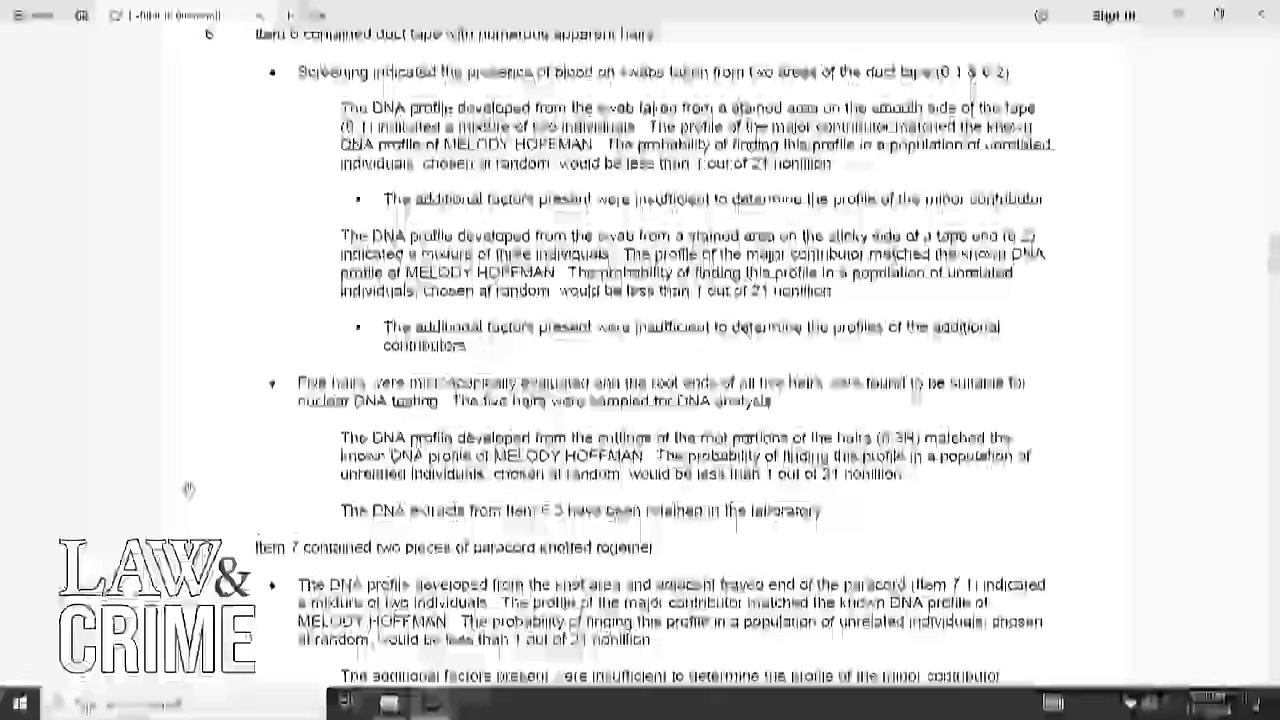 6 Item 6 contained duct tape with numerous apparent hairs
• Screening indicated the presence of blood on swabs taken from two areas of the duct tape (6.1 & 6.2)
The DNA profile developed from the swab taken from a stained area on the smooth side of the tape
(6.1) indicated a mixture of two individuals. The profile of the major contributor matched the known
DNA profile of MELODY HOFFMAN. The probability of finding this profile in a population of unrelated
individuals, chosen at random, would be less than 1 out of 21 nonillion
• The additional factors present were insufficient to determine the profile of the minor contributor
The DNA profile developed from the swab from a stained area on the sticky side of a tape end (6.2)
indicated a mixture of three individuals. The profile of the major contributor matched the known DNA
profile of MELODY HOFFMAN. The probability of finding this profile in a population of unrelated
individuals, chosen at random, would be less than 1 out of 21 nonillion
• The additional factors present were insufficient to determine the profiles of the additional
contributors
• Five hairs were microscopically evaluated and the root ends of all five hairs were found to be suitable for
nuclear DNA testing. The five hairs were sampled for DNA analysis
The DNA profile developed from the cuttings of the root portions of the hairs (6.3H) matched the
known DNA profile of MELODY HOFFMAN. The probability of finding this profile in a population of
unrelated individuals, chosen at random, would be less than 1 out of 21 nonillion
The DNA extracts from Item 6.3 have been retained in the laboratory
Item 7 contained two pieces of paracord knotted together
• The DNA profile developed from the knot area and adjacent frayed end of the paracord (Item 7.1) indicated
a mixture of two individuals. The profile of the major contributor matched the known DNA profile of
MELODY HOFFMAN. The probability of finding this profile in a population of unrelated individuals, chosen
at random, would be less than 1 out of 21 nonillion
The additional factors present were insufficient to determine the profile of the minor contributor
LAW&
CRIME
Sign In